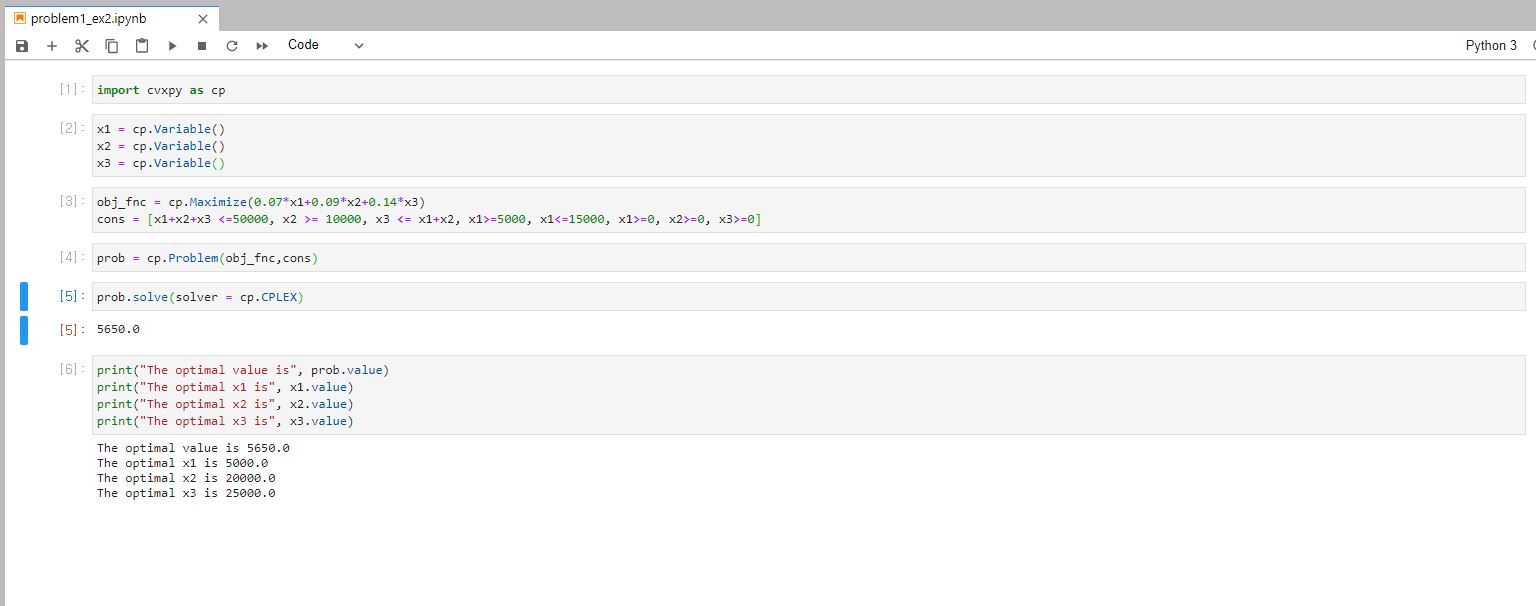 problem1_ex2.ipynb
Code
Python 3
[1]: import cvxpy as cp
[2]: x1 = cp.Variable()
x2 = cp.Variable()
x3 = cp.Variable()
[3]: obj_fnc = cp.Maximize(0.07*x1+0.09*x2+0.14*x3)
cons = [x1+x2+x3 <=50000, x2 >= 10000, x3 <= x1+x2, x1>=5000, x1<=15000, x1>=0, x2>=0, x3>=0]
[4]: prob = cp.Problem(obj_fnc,cons)
[5]: prob.solve(solver = cp.CPLEX)
[5]: 5650.0
[6]: print("The optimal value is", prob.value)
print("The optimal x1 is", x1.value)
print("The optimal x2 is", x2.value)
print("The optimal x3 is", x3.value)
The optimal value is 5650.0
The optimal x1 is 5000.0
The optimal x2 is 20000.0
The optimal x3 is 25000.0